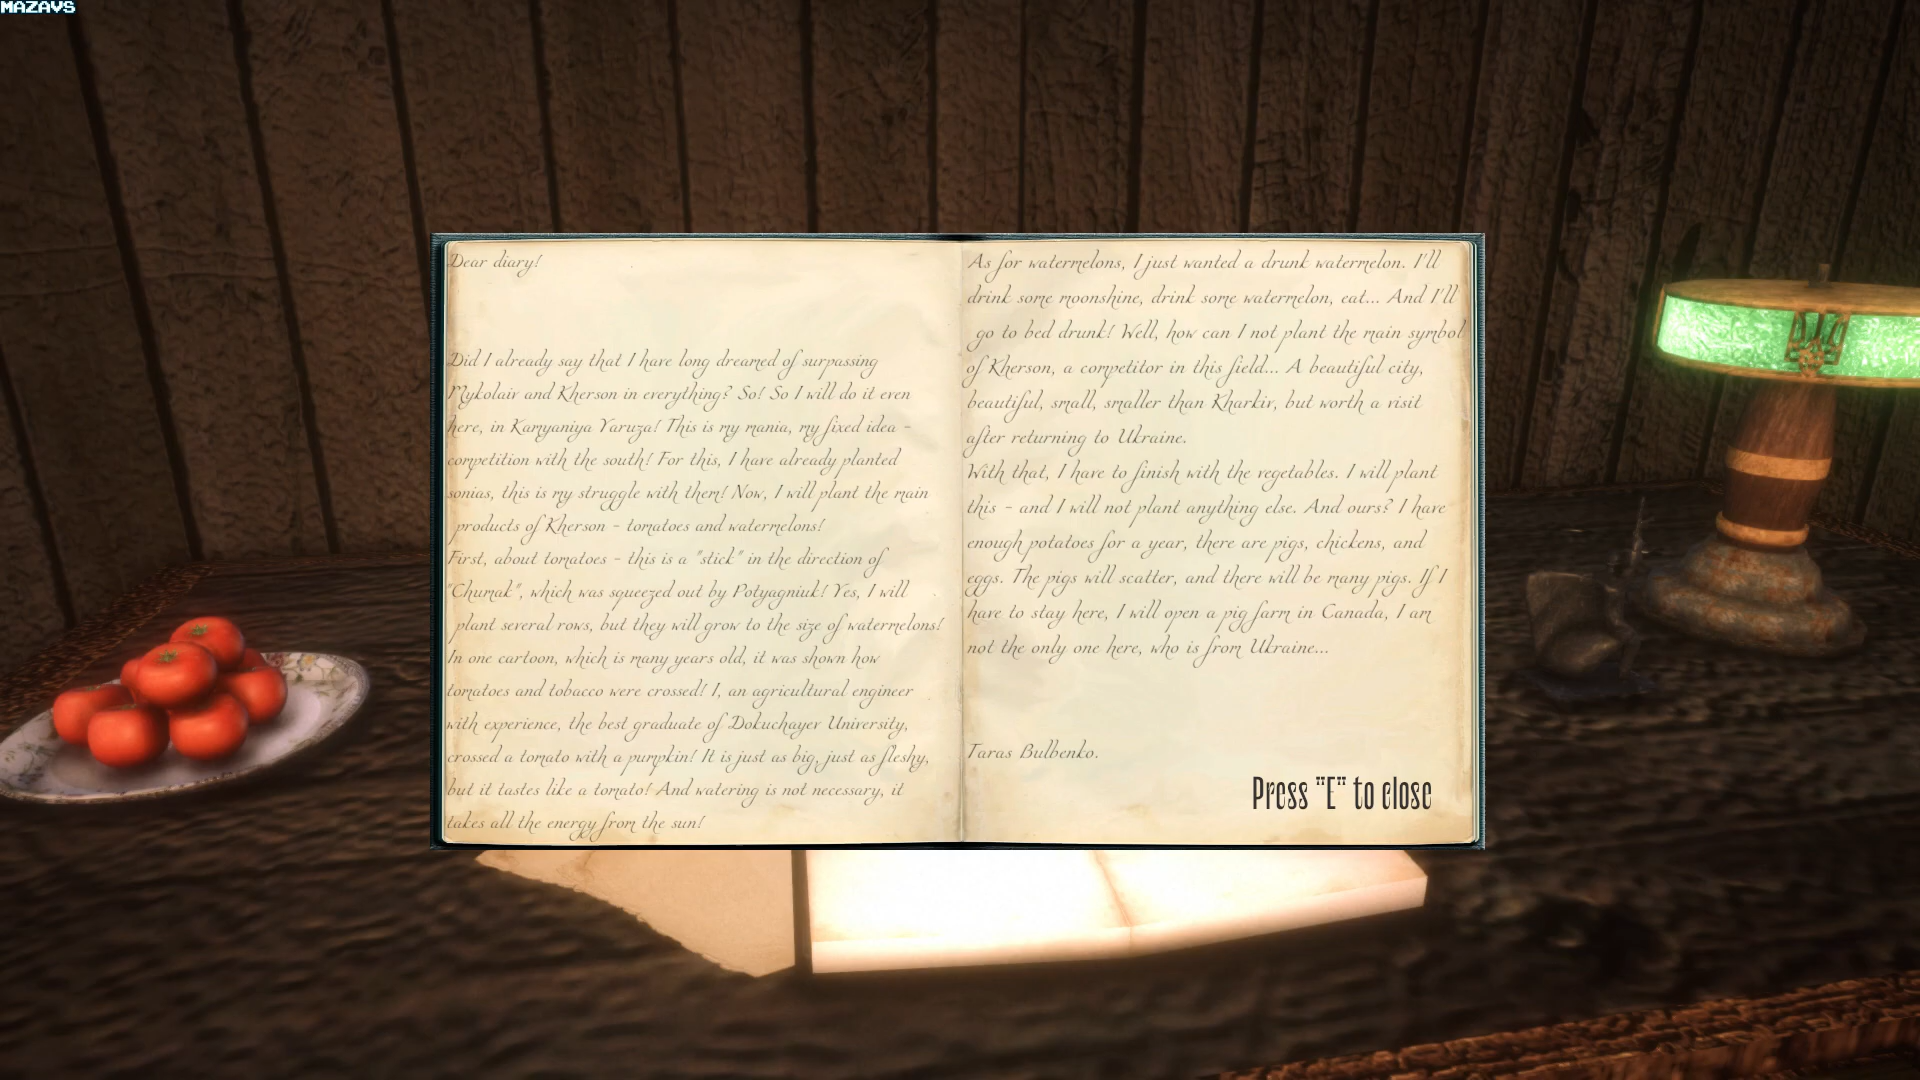 MAZAVS
Dear diary!
Did I already say that I have long dreamed of surpassing
Mykolaiv and Kherson in everything? So! So I will do it even
here, in Kamyaniya Yaruza! This is my mania, my fixed idea -
competition with the south! For this, I have already planted
sonias, this is my struggle with them! Now, I will plant the main
products of Kherson - tomatoes and watermelons!
First, about tomatoes - this is a "stick" in the direction of
"Chumak", which was squeezed out by Potyagniuk! Yes, I will
plant several rows, but they will grow to the size of watermelons!
In one cartoon, which is many years old, it was shown how
tomatoes and tobacco were crossed! I, an agricultural engineer
with experience, the best graduate of Dokuchayev University,
crossed a tomato with a pumpkin! It is just as big, just as fleshy,
but it tastes like a tomato! And watering is not necessary, it
takes all the energy from the sun!
As for watermelons, I just wanted a drunk watermelon. I'll
drink some moonshine, drink some watermelon, eat... And I'll
go to bed drunk! Well, how can I not plant the main symbol
of Kherson, a competitor in this field... A beautiful city,
beautiful, small, smaller than Kharkiv, but worth a visit
after returning to Ukraine.
With that, I have to finish with the vegetables. I will plant
this - and I will not plant anything else. And ours? I have
enough potatoes for a year, there are pigs, chickens, and
eggs. The pigs will scatter, and there will be many pigs. If I
have to stay here, I will open a pig farm in Canada, I am
not the only one here, who is from Ukraine...
Taras Bulbenko.
Press "E" to close